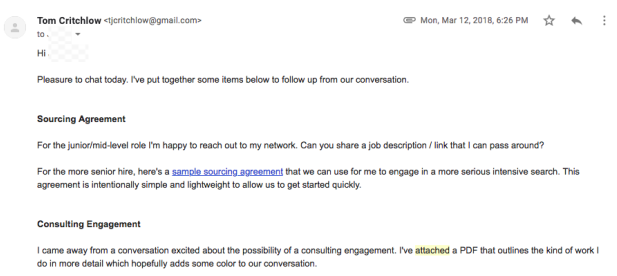 Tom Critchlow <tjcritchlow@gmail.com>
Mon, Mar 12, 2018, 6:26 PM
to
Hi
Pleasure to chat today. I've put together some items below to follow up from our conversation.
Sourcing Agreement
For the junior/mid-level role I'm happy to reach out to my network. Can you share a job description / link that I can pass around?
For the more senior hire, here's a sample sourcing agreement that we can use for me to engage in a more serious intensive search. This
agreement is intentionally simple and lightweight to allow us to get started quickly.
Consulting Engagement
I came away from a conversation excited about the possibility of a consulting engagement. I've attached a PDF that outlines the kind of work I
do in more detail which hopefully adds some color to our conversation.